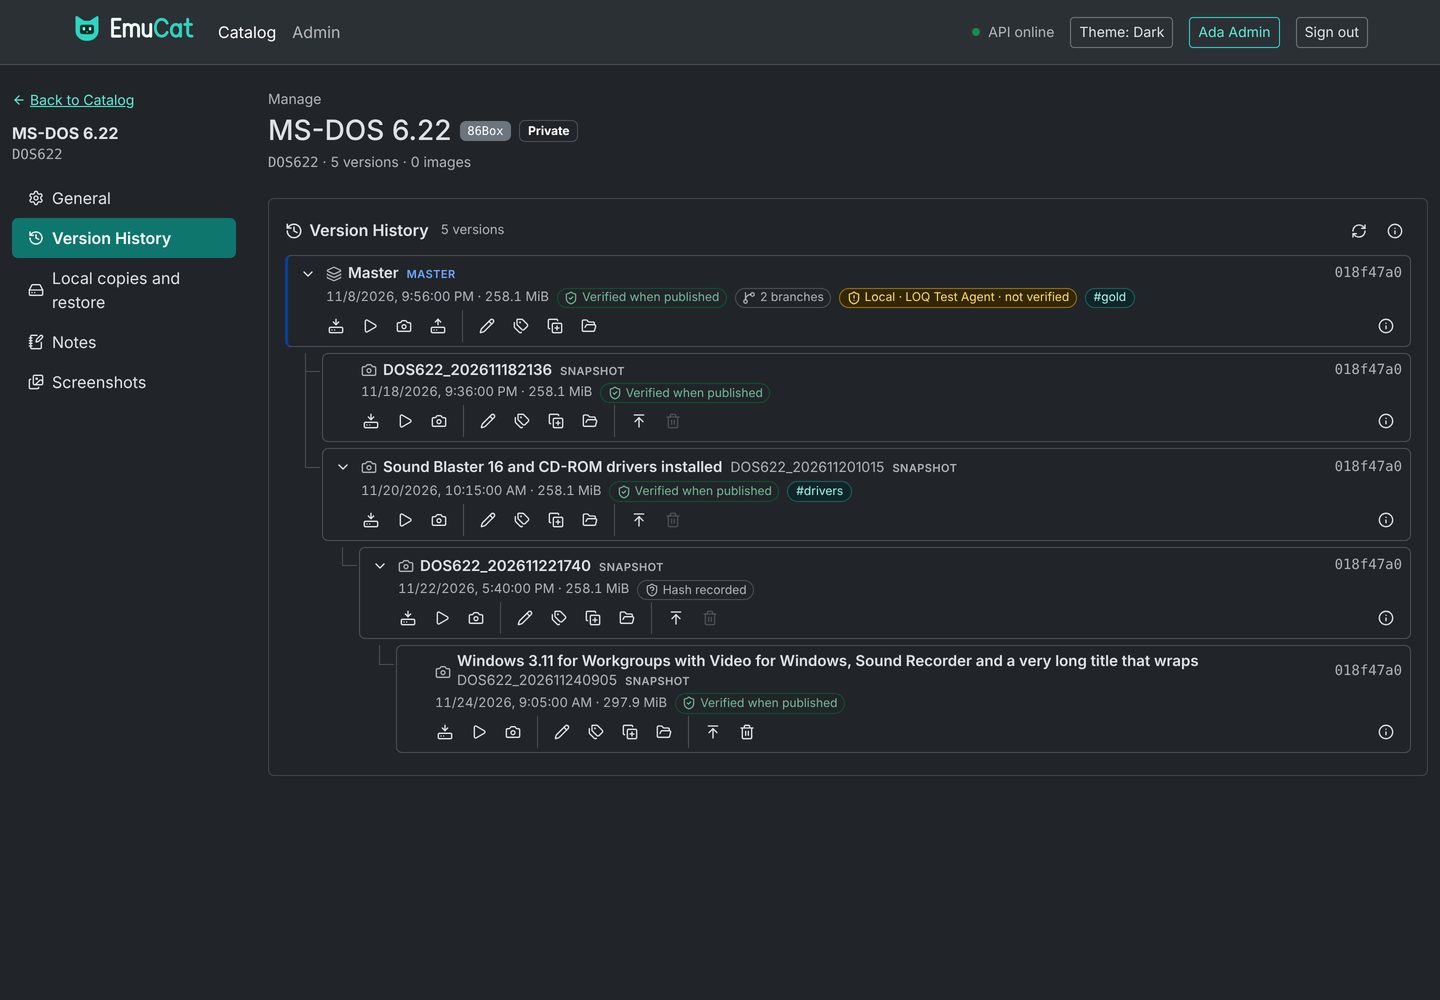 EmuCat
Catalog
Admin
API online
Theme: Dark
Ada Admin
Sign out
← Back to Catalog
MS-DOS 6.22
DOS622
General
Version History
Local copies and
restore
Notes
Screenshots
Manage
MS-DOS 6.22 86Box Private
DOS622 · 5 versions · 0 images
Version History 5 versions
Master MASTER 018f47a0
11/8/2026, 9:56:00 PM · 258.1 MiB Verified when published 2 branches Local · LOQ Test Agent · not verified #gold
DOS622_202611182136 SNAPSHOT 018f47a0
11/18/2026, 9:36:00 PM · 258.1 MiB Verified when published
Sound Blaster 16 and CD-ROM drivers installed DOS622_202611201015 SNAPSHOT 018f47a0
11/20/2026, 10:15:00 AM · 258.1 MiB Verified when published #drivers
DOS622_202611221740 SNAPSHOT 018f47a0
11/22/2026, 5:40:00 PM · 258.1 MiB Hash recorded
Windows 3.11 for Workgroups with Video for Windows, Sound Recorder and a very long title that wraps
DOS622_202611240905 SNAPSHOT 018f47a0
11/24/2026, 9:05:00 AM · 297.9 MiB Verified when published